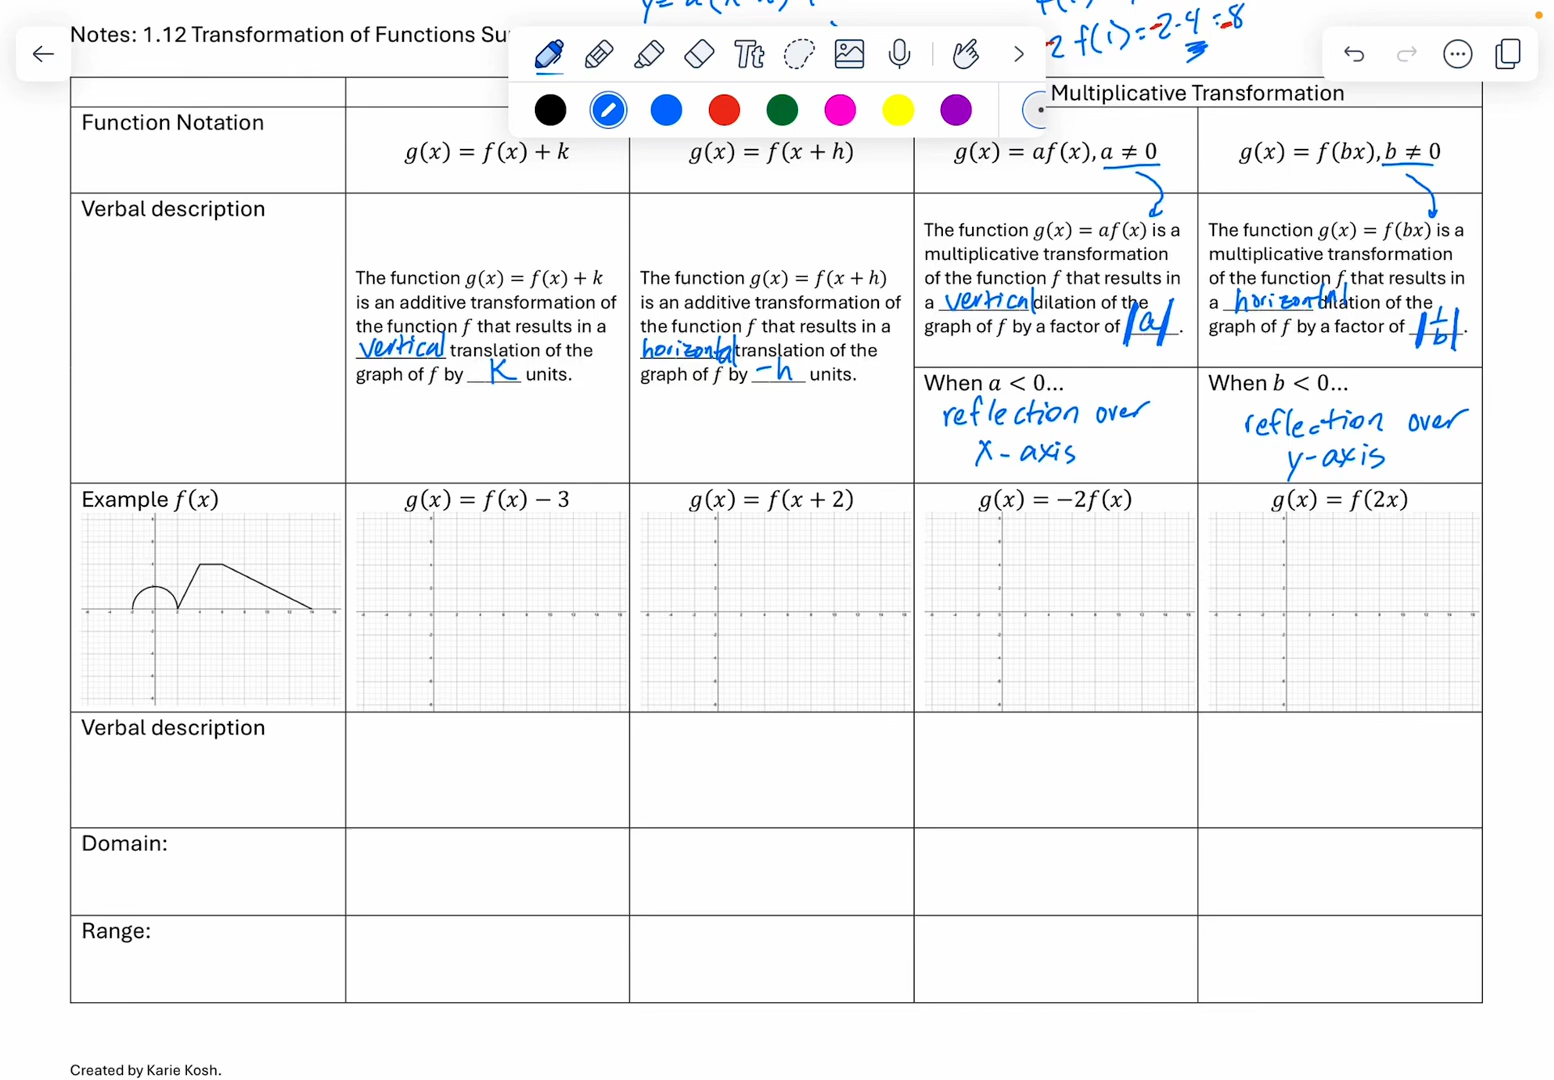 Notes: 1.12 Transformation of Functions Su
2 f(1) = -2·4 = -8
Tt
Multiplicative Transformation
Function Notation
g(x) = f(x) + k
g(x) = f(x + h)
g(x) = af(x), a ≠ 0
g(x) = f(bx), b ≠ 0
Verbal description
The function g(x) = f(x) + k
is an additive transformation of
the function f that results in a
vertical translation of the
graph of f by K units.
The function g(x) = f(x + h)
is an additive transformation of
the function f that results in a
horizontal translation of the
graph of f by -h units.
The function g(x) = af(x) is a
multiplicative transformation
of the function f that results in
a vertical dilation of the
graph of f by a factor of |a|.
When a < 0...
reflection over
x-axis
The function g(x) = f(bx) is a
multiplicative transformation
of the function f that results in
a horizontal dilation of the
graph of f by a factor of |1/b|.
When b < 0...
reflection over
y-axis
Example f(x)
g(x) = f(x) − 3
g(x) = f(x + 2)
g(x) = −2f(x)
g(x) = f(2x)
Verbal description
Domain:
Range:
Created by Karie Kosh.